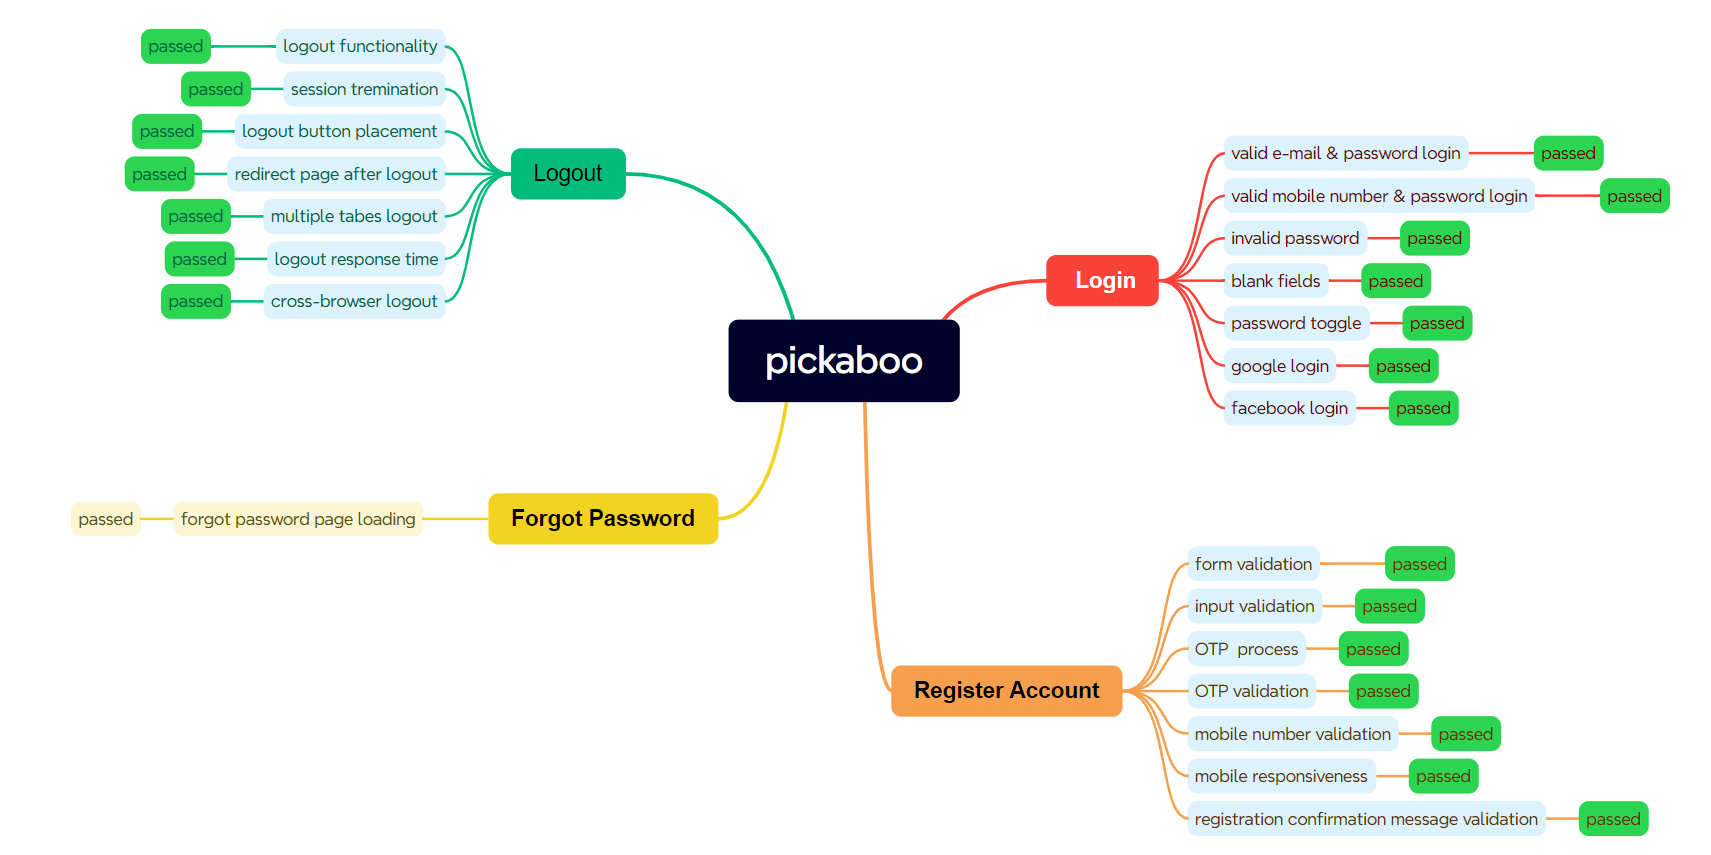 pickaboo
Logout
logout functionality
passed
session tremination
passed
logout button placement
passed
redirect page after logout
passed
multiple tabes logout
passed
logout response time
passed
cross-browser logout
passed
Login
valid e-mail & password login
passed
valid mobile number & password login
passed
invalid password
passed
blank fields
passed
password toggle
passed
google login
passed
facebook login
passed
Forgot Password
forgot password page loading
passed
Register Account
form validation
passed
input validation
passed
OTP  process
passed
OTP validation
passed
mobile number validation
passed
mobile responsiveness
passed
registration confirmation message validation
passed